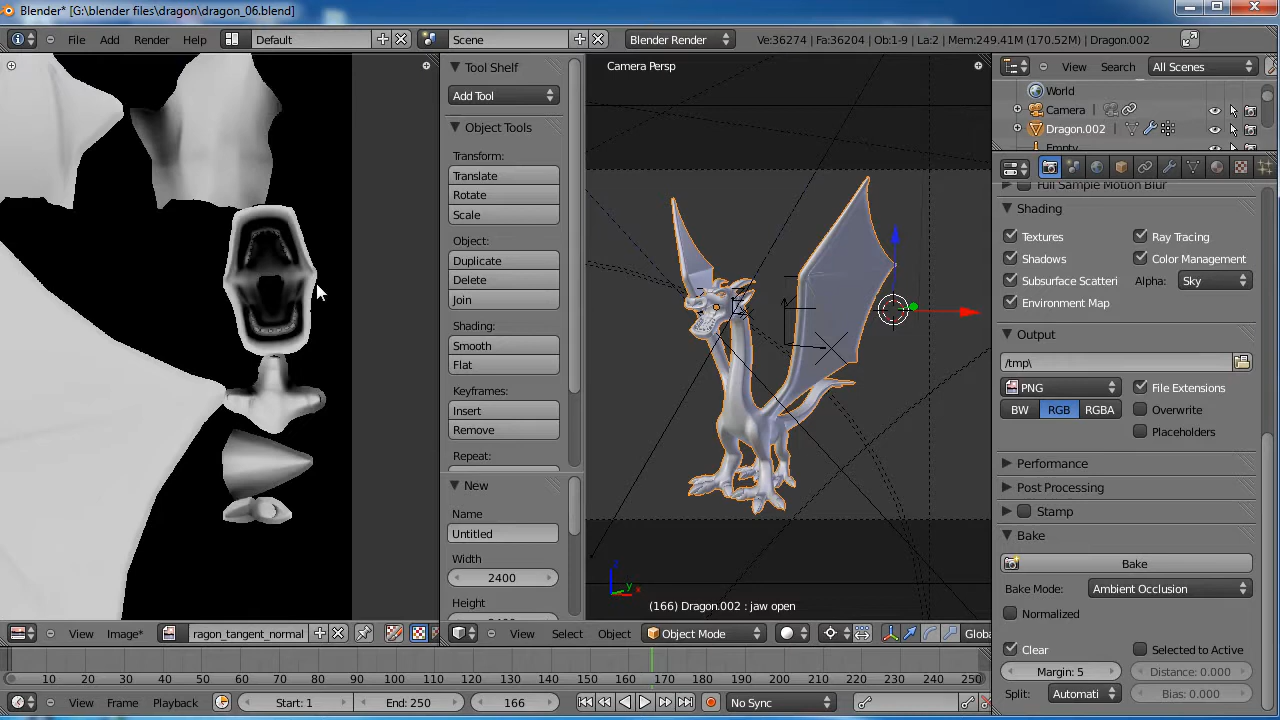 Blender* [G:\blender files\dragon\dragon_06.blend]
File Add Render Help Default Scene Blender Render Ve:36274 | Fa:36204 | Ob:1-9 | La:2 | Mem:249.41M (170.52M) | Dragon.002
Tool Shelf
Add Tool
Object Tools
Transform:
Translate
Rotate
Scale
Object:
Duplicate
Delete
Join
Shading:
Smooth
Flat
Keyframes:
Insert
Remove
Repeat:
New
Name
Untitled
Width
2400
Height
Camera Persp
(166) Dragon.002 : jaw open
View Search All Scenes
World
Camera
Dragon.002
Empty
Full Sample Motion Blur
Shading
Textures Ray Tracing
Shadows Color Management
Subsurface Scatteri Alpha: Sky
Environment Map
Output
/tmp\
PNG File Extensions
BW RGB RGBA Overwrite
Placeholders
Performance
Post Processing
Stamp
Bake
Bake
Bake Mode: Ambient Occlusion
Normalized
Clear Selected to Active
Margin: 5 Distance: 0.000
Split: Automati Bias: 0.000
View Image* ragon_tangent_normal
View Select Object Object Mode Globa
10 20 30 40 50 60 70 80 90 100 110 120 130 140 150 160 170 180 190 200 210 220 230 240 250
View Frame Playback Start: 1 End: 250 166 No Sync